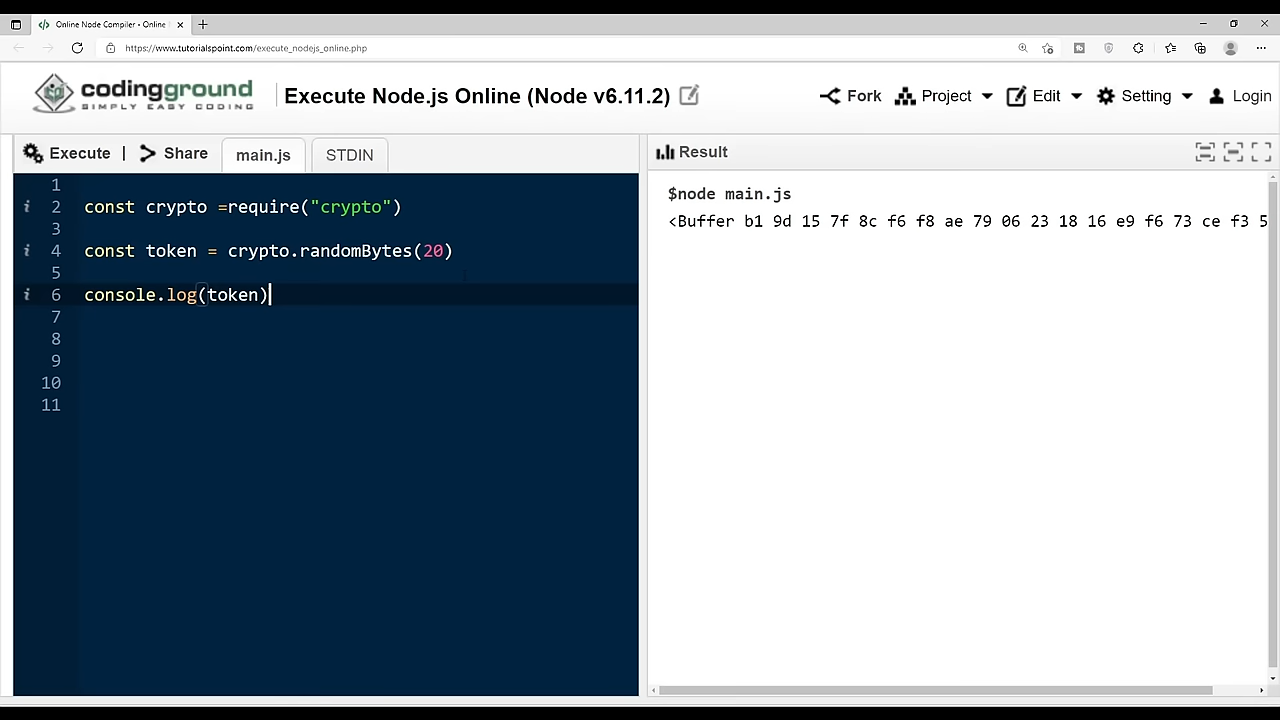 Online Node Compiler - Online
https://www.tutorialspoint.com/execute_nodejs_online.php
codingground
SIMPLY EASY CODING
Execute Node.js Online (Node v6.11.2)
Fork
Project
Edit
Setting
Login
Execute | Share
main.js
STDIN
Result
1
2 const crypto =require("crypto")
3
4 const token = crypto.randomBytes(20)
5
6 console.log(token)
7
8
9
10
11
$node main.js
<Buffer b1 9d 15 7f 8c f6 f8 ae 79 06 23 18 16 e9 f6 73 ce f3 5